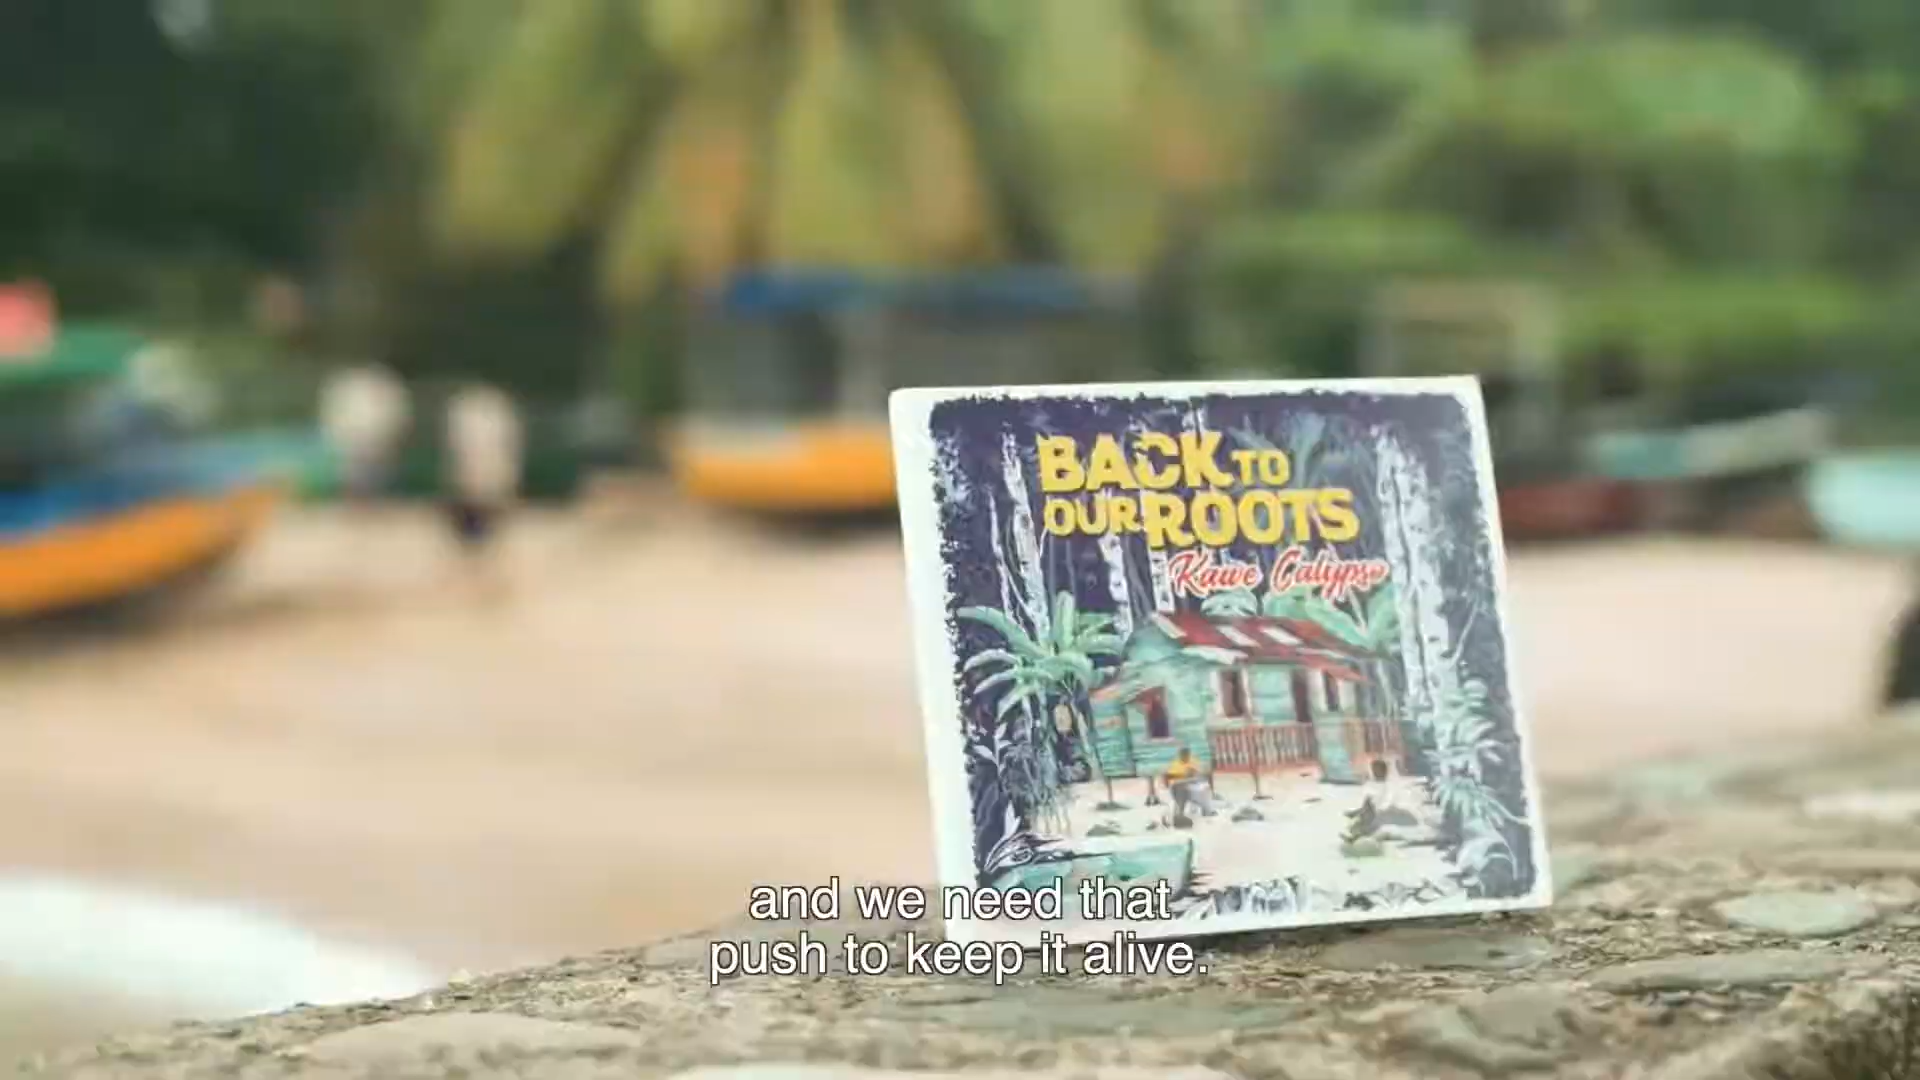 BACK TO
OUR ROOTS
Kawe Calypso
and we need that
push to keep it alive.